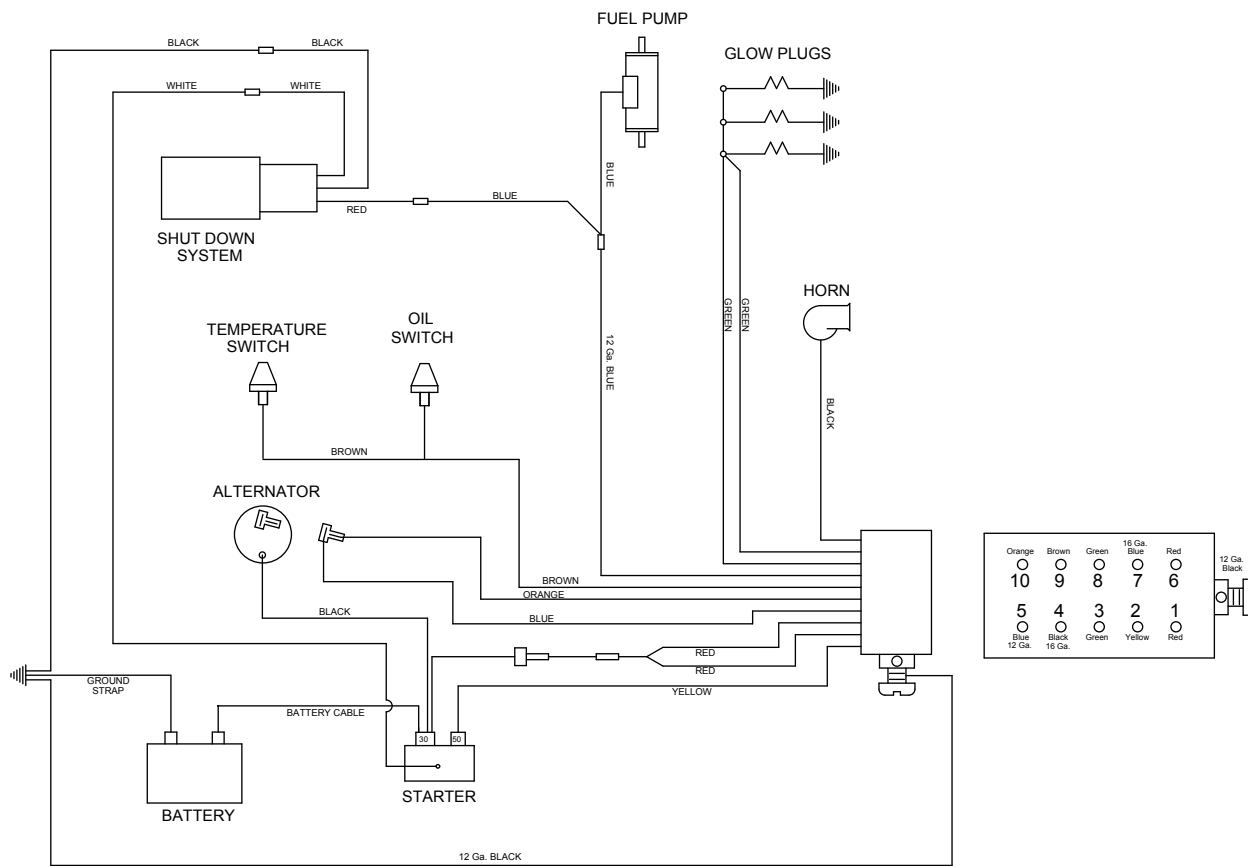 FUEL PUMP
GLOW PLUGS
BLACK
BLACK
WHITE
WHITE
BLUE
RED
BLUE
SHUT DOWN
SYSTEM
GREEN
GREEN
HORN
TEMPERATURE
SWITCH
OIL
SWITCH
12 Ga. BLUE
BLACK
BROWN
ALTERNATOR
BROWN
ORANGE
BLACK
BLUE
RED
RED
YELLOW
GROUND
STRAP
BATTERY CABLE
30
50
STARTER
BATTERY
12 Ga. BLACK
Orange
Brown
Green
16 Ga.
Blue
Red
12 Ga.
Black
10
9
8
7
6
5
4
3
2
1
Blue
12 Ga.
Black
16 Ga.
Green
Yellow
Red